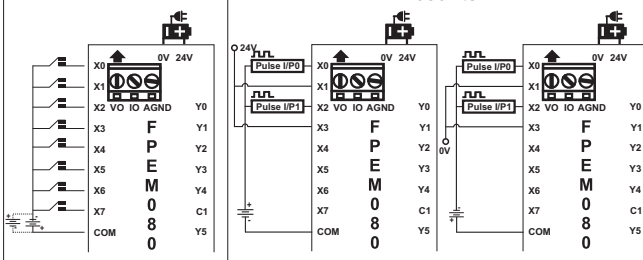 0V 24V
X0
X1
X2
X3
X4
X5
X6
X7
COM
F
P
E
M
0
8
0
24V
0V 24V
Pulse I/P0
X0
X1
Pulse I/P1
X2 VO IO AGND Y0
X3 F Y1
X4 P Y2
X5 E Y3
X6 M Y4
X7 0 C1
8
COM Y5
0
0V 24V
Pulse I/P0
X0
X1
Pulse I/P1
X2 VO IO AGND Y0
X3 F Y1
0V
X4 P Y2
X5 E Y3
X6 M Y4
X7 0 C1
8
COM Y5
0